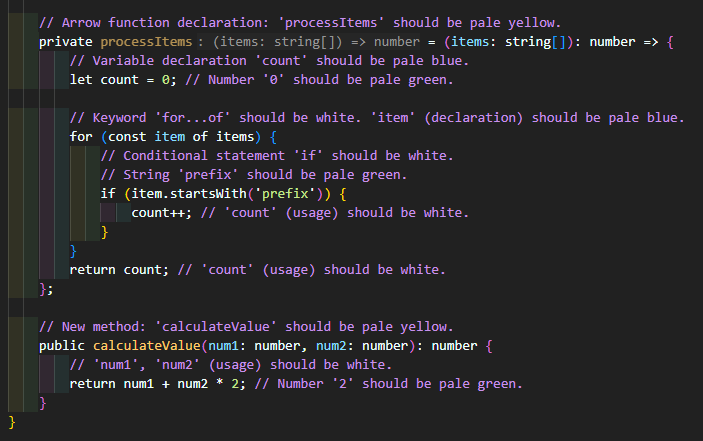 // Arrow function declaration: 'processItems' should be pale yellow.
private processItems: (items: string[]) => number = (items: string[]): number => {
// Variable declaration 'count' should be pale blue.
let count = 0; // Number '0' should be pale green.
// Keyword 'for...of' should be white. 'item' (declaration) should be pale blue.
for (const item of items) {
// Conditional statement 'if' should be white.
// String 'prefix' should be pale green.
if (item.startsWith('prefix')) {
count++; // 'count' (usage) should be white.
}
}
return count; // 'count' (usage) should be white.
};
// New method: 'calculateValue' should be pale yellow.
public calculateValue(num1: number, num2: number): number {
// 'num1', 'num2' (usage) should be white.
return num1 + num2 * 2; // Number '2' should be pale green.
}
}